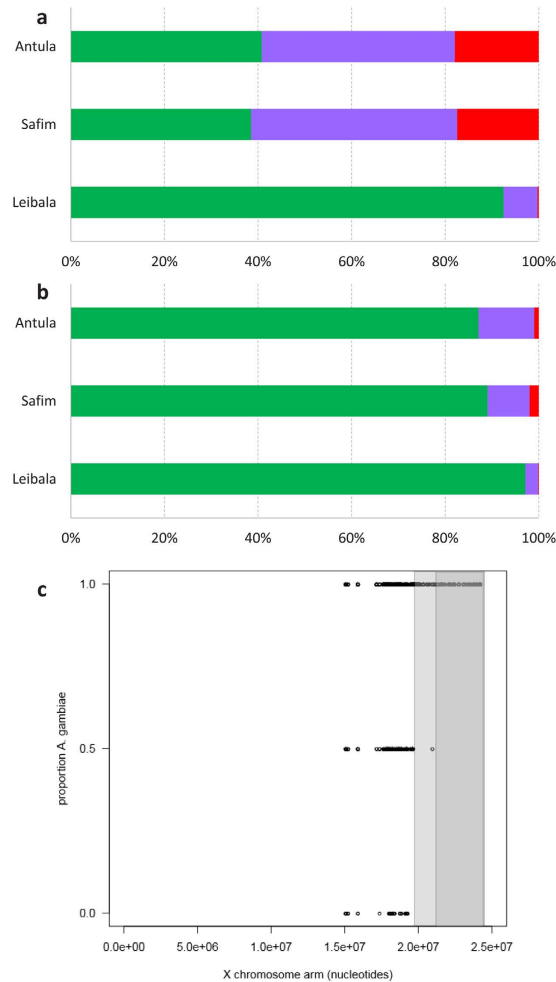 a
Antula
Safim
Leibala
0% 20% 40% 60% 80% 100%
b
Antula
Safim
Leibala
0% 20% 40% 60% 80% 100%
c
1.0
0.5
0.0
proportion A. gambiae
0.0e+00 5.0e+06 1.0e+07 1.5e+07 2.0e+07 2.5e+07
X chromosome arm (nucleotides)